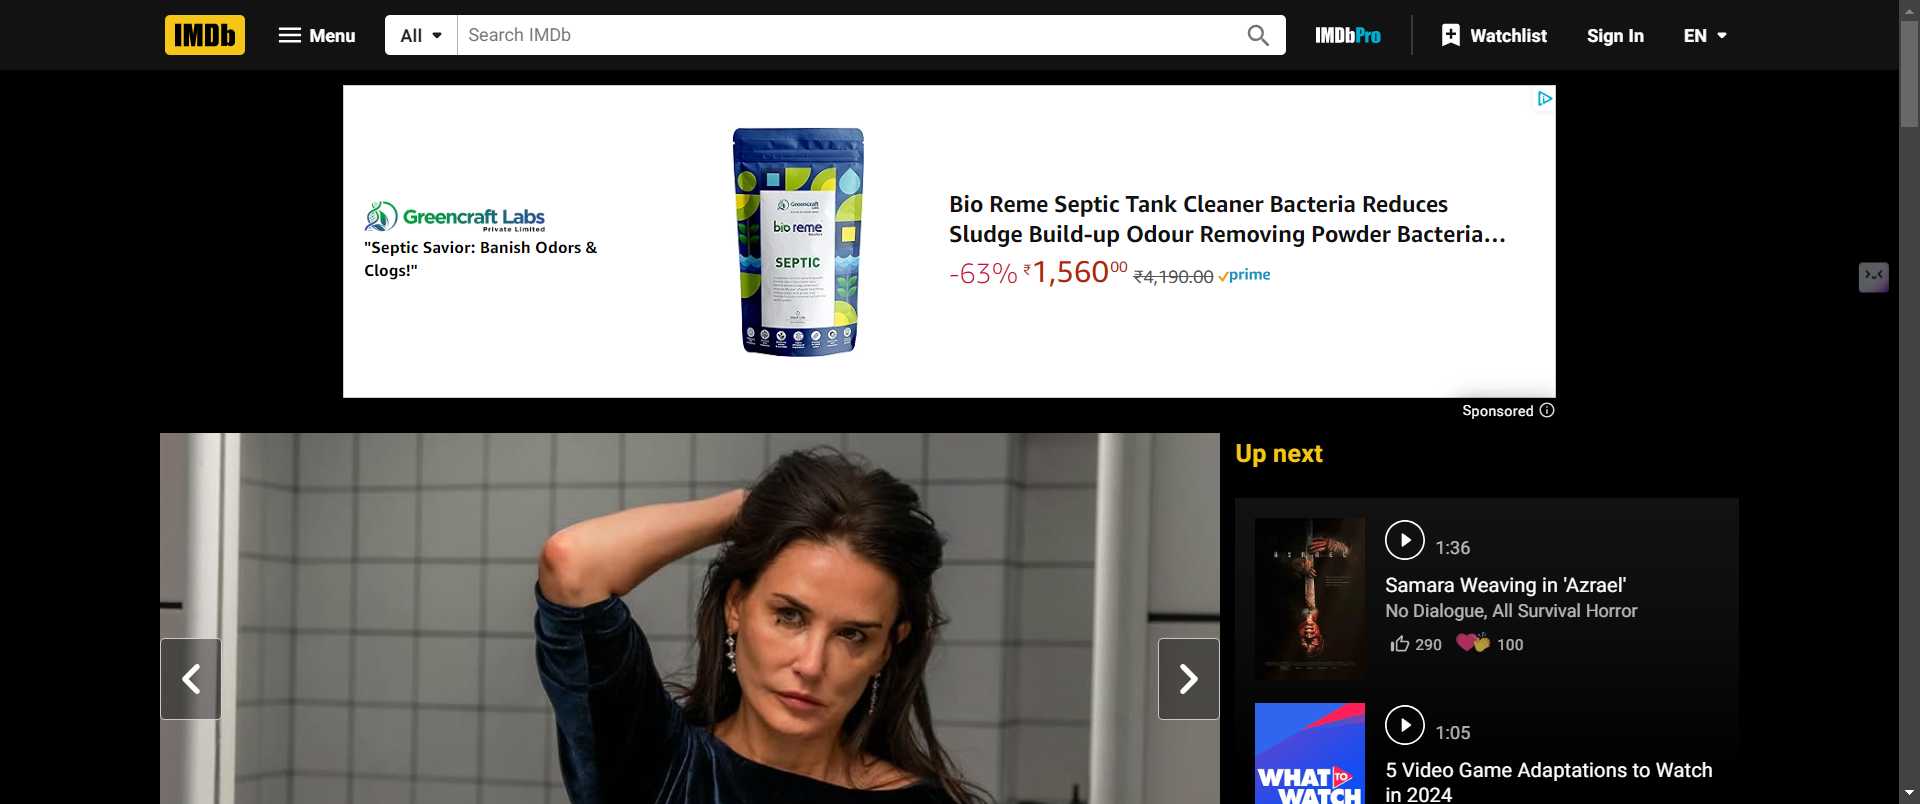 IMDb
Menu
All
Search IMDb
IMDbPro
Watchlist
Sign In
EN
Greencraft Labs
Private Limited
"Septic Savior: Banish Odors &
Clogs!"
Greencraft
bio reme
SEPTIC
Bio Reme Septic Tank Cleaner Bacteria Reduces
Sludge Build-up Odour Removing Powder Bacteria...
-63% ₹1,56000 ₹4,190.00 prime
Sponsored
Up next
AZRAEL
1:36
Samara Weaving in 'Azrael'
No Dialogue, All Survival Horror
290 100
WHAT TO
WATCH
1:05
5 Video Game Adaptations to Watch
in 2024